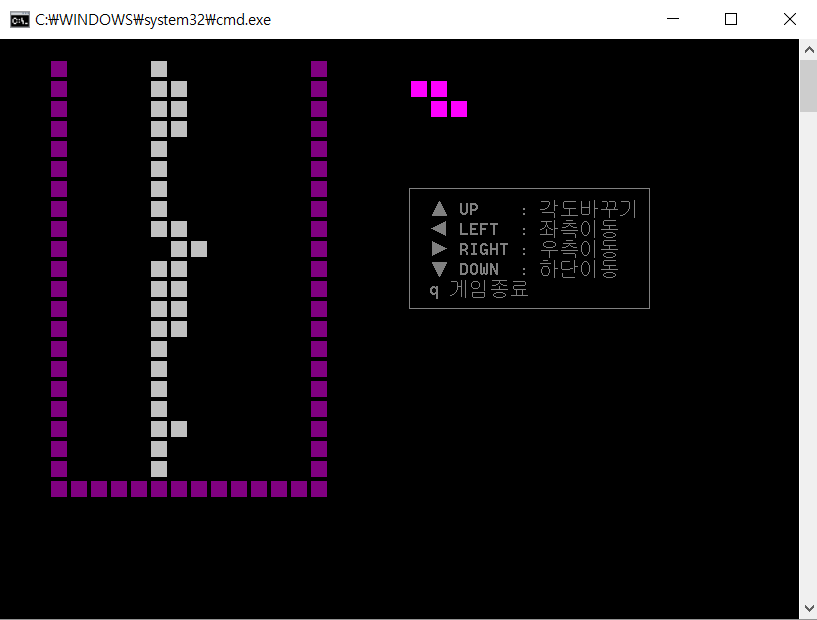 C:₩WINDOWS₩system32₩cmd.exe
▲ UP : 각도바꾸기
◀ LEFT : 좌측이동
▶ RIGHT : 우측이동
▼ DOWN : 하단이동
q 게임종료